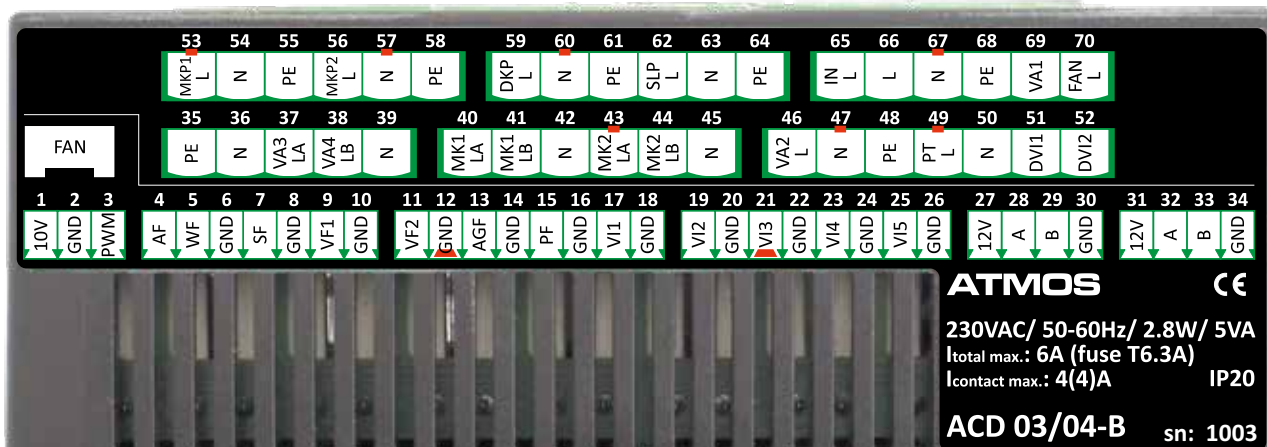 53 54 55 56 57 58 59 60 61 62 63 64 65 66 67 68 69 70
MKP1 L N PE MKP2 L N PE DKP L N PE SLP L N PE IN L L N PE VA1 FAN L
35 36 37 38 39 40 41 42 43 44 45 46 47 48 49 50 51 52
PE N VA3 LA VA4 LB N MK1 LA MK1 LB N MK2 LA MK2 LB N VA2 L N PE PT L N DVI1 DVI2
FAN
1 2 3 4 5 6 7 8 9 10 11 12 13 14 15 16 17 18 19 20 21 22 23 24 25 26 27 28 29 30 31 32 33 34
10V GND PWM AF WF GND SF GND VF1 GND VF2 GND AGF GND PF GND VI1 GND VI2 GND VI3 GND VI4 GND VI5 GND 12V A B GND 12V A B GND
ATMOS CE
230VAC/ 50-60Hz/ 2.8W/ 5VA
Itotal max.: 6A (fuse T6.3A)
Icontact max.: 4(4)A IP20
ACD 03/04-B sn: 1003